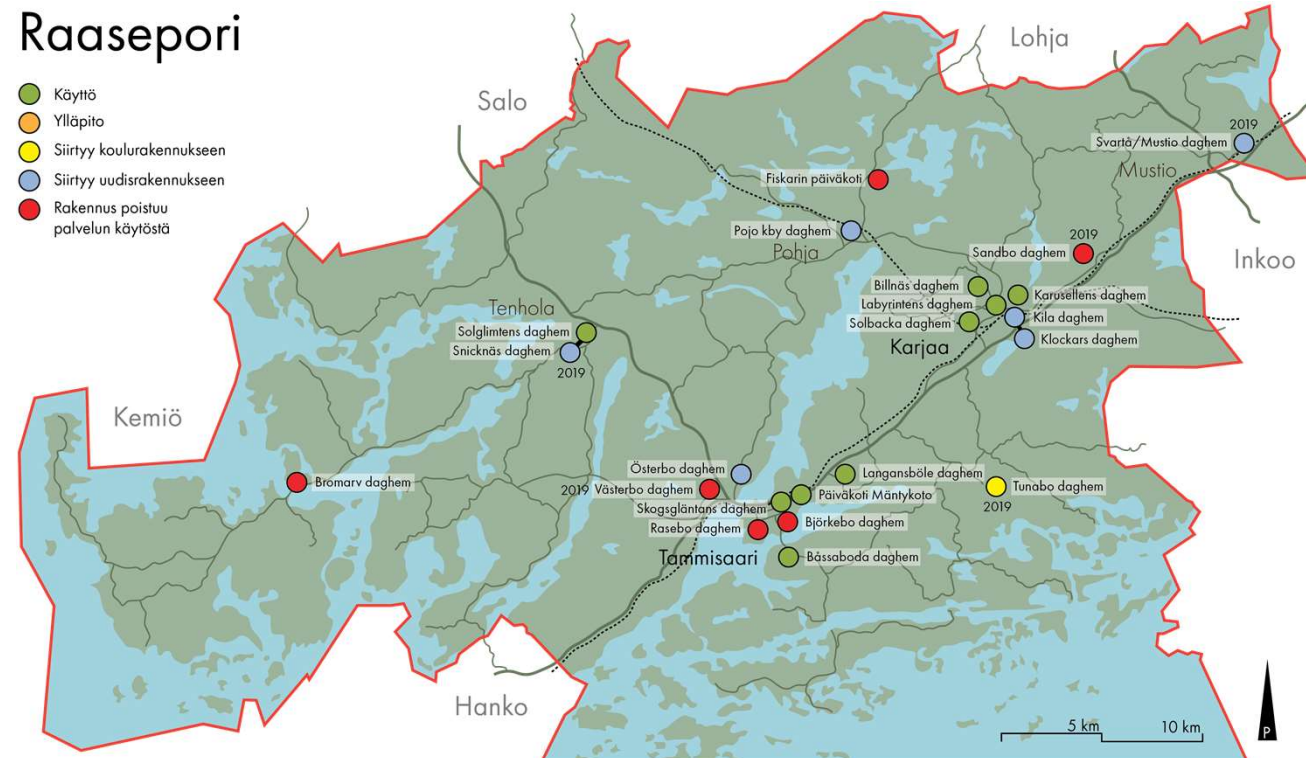 Raasepori
Käyttö
Ylläpito
Siirtyy koulurakennukseen
Siirtyy uudisrakennukseen
Rakennus poistuu
palvelun käytöstä
Lohja
Salo
2019
Svartå/Mustio daghem
Mustio
Fiskarin päiväkoti
Pojo kby daghem
Pohja
2019
Sandbo daghem
Inkoo
Billnäs daghem
Karusellens daghem
Labyrintens daghem
Solbacka daghem
Kila daghem
Klockars daghem
Karjaa
Tenhola
Solglimtens daghem
Snicknäs daghem
2019
Kemiö
Bromarv daghem
Österbo daghem
2019 Västerbo daghem
Langansböle daghem
Tunabo daghem
2019
Päiväkoti Mäntykoto
Skogsgläntans daghem
Björkebo daghem
Rasebo daghem
Tammisaari
Båssaboda daghem
Hanko
5 km
10 km
P